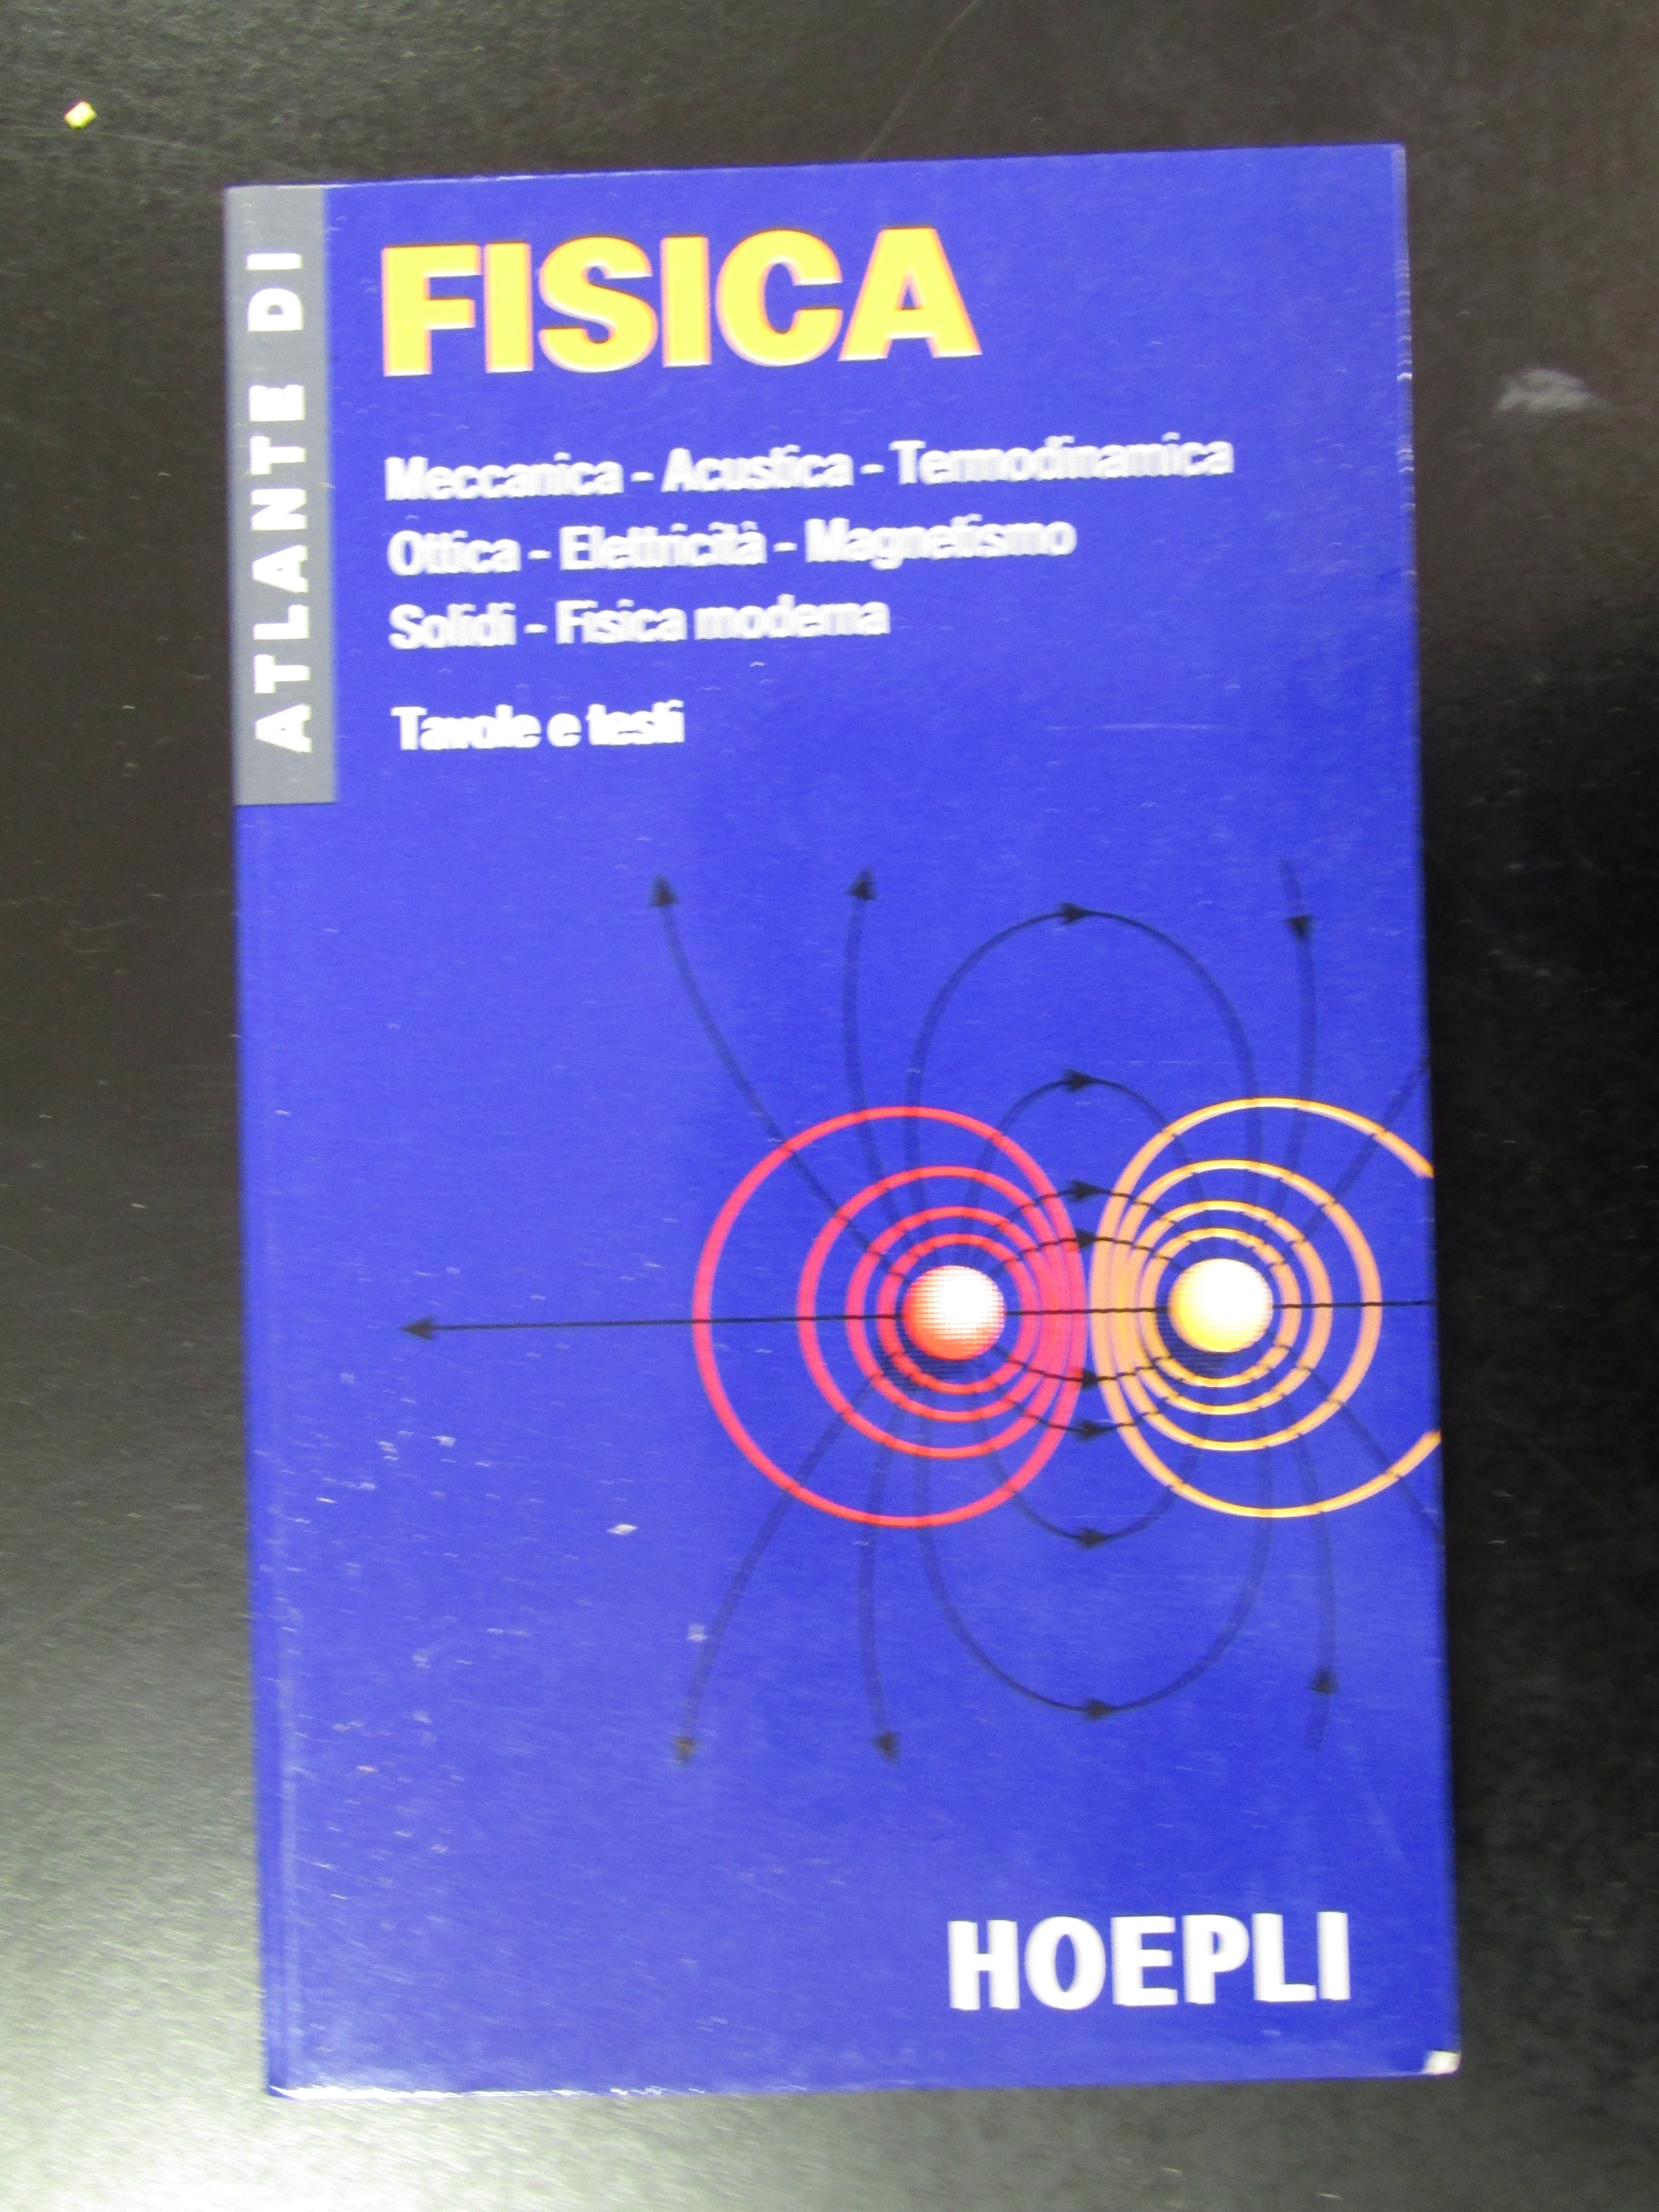 ATLANTE DI
FISICA
Meccanica - Acustica - Termodinamica
Ottica - Elettricità - Magnetismo
Solidi - Fisica moderna
Tavole e testi
HOEPLI